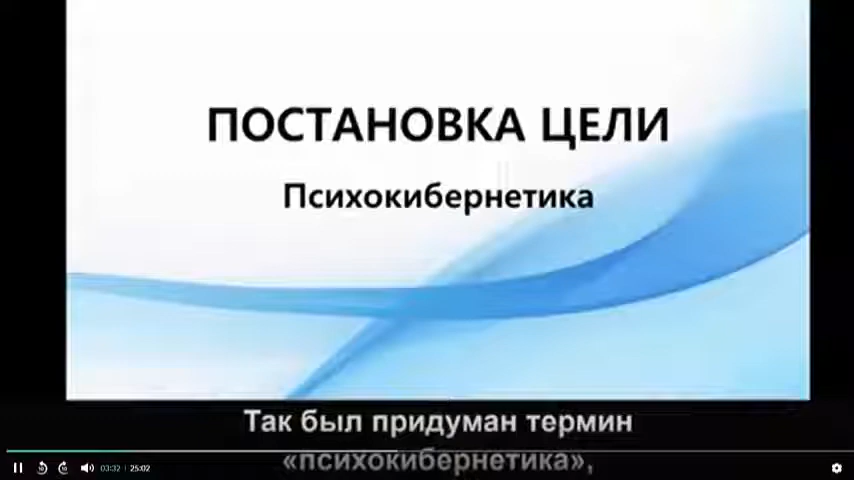 ПОСТАНОВКА ЦЕЛИ
Психокибернетика
Так был придуман термин
«психокибернетика»,
03:32 25:02